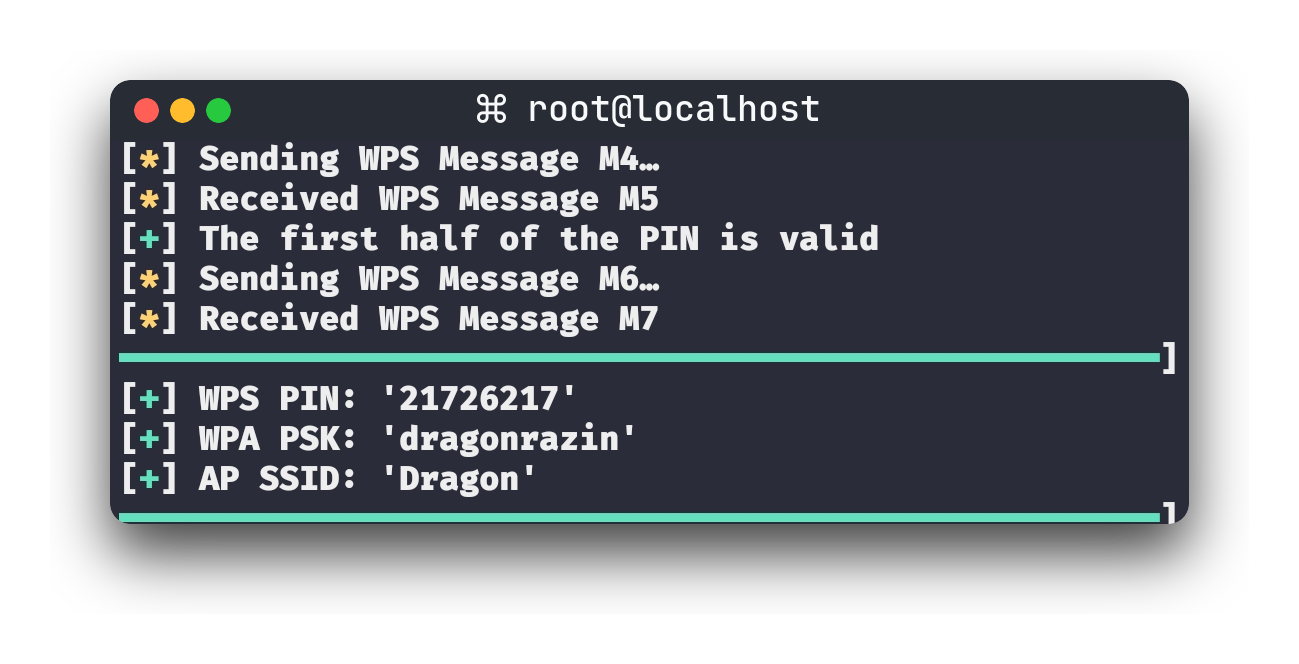 ⌘ root@localhost
[*] Sending WPS Message M4…
[*] Received WPS Message M5
[+] The first half of the PIN is valid
[*] Sending WPS Message M6…
[*] Received WPS Message M7
]
[+] WPS PIN: '21726217'
[+] WPA PSK: 'dragonrazin'
[+] AP SSID: 'Dragon'
]